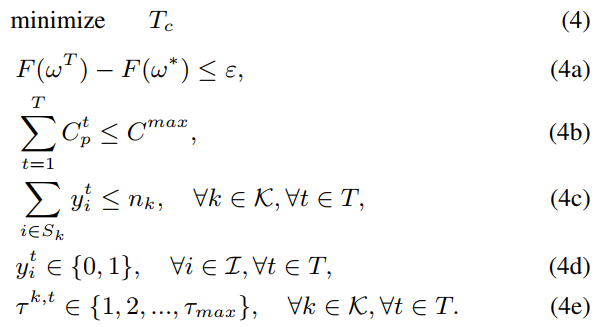 minimize T_c (4)
F(ω^T) − F(ω^*) ≤ ε, (4a)
∑_{t=1}^{T} C_p^t ≤ C^{max}, (4b)
∑_{i∈S_k} y_i^t ≤ n_k, ∀k ∈ 𝒦, ∀t ∈ T, (4c)
y_i^t ∈ {0, 1}, ∀i ∈ ℐ, ∀t ∈ T, (4d)
τ^{k,t} ∈ {1, 2, ..., τ_{max}}, ∀k ∈ 𝒦, ∀t ∈ T. (4e)